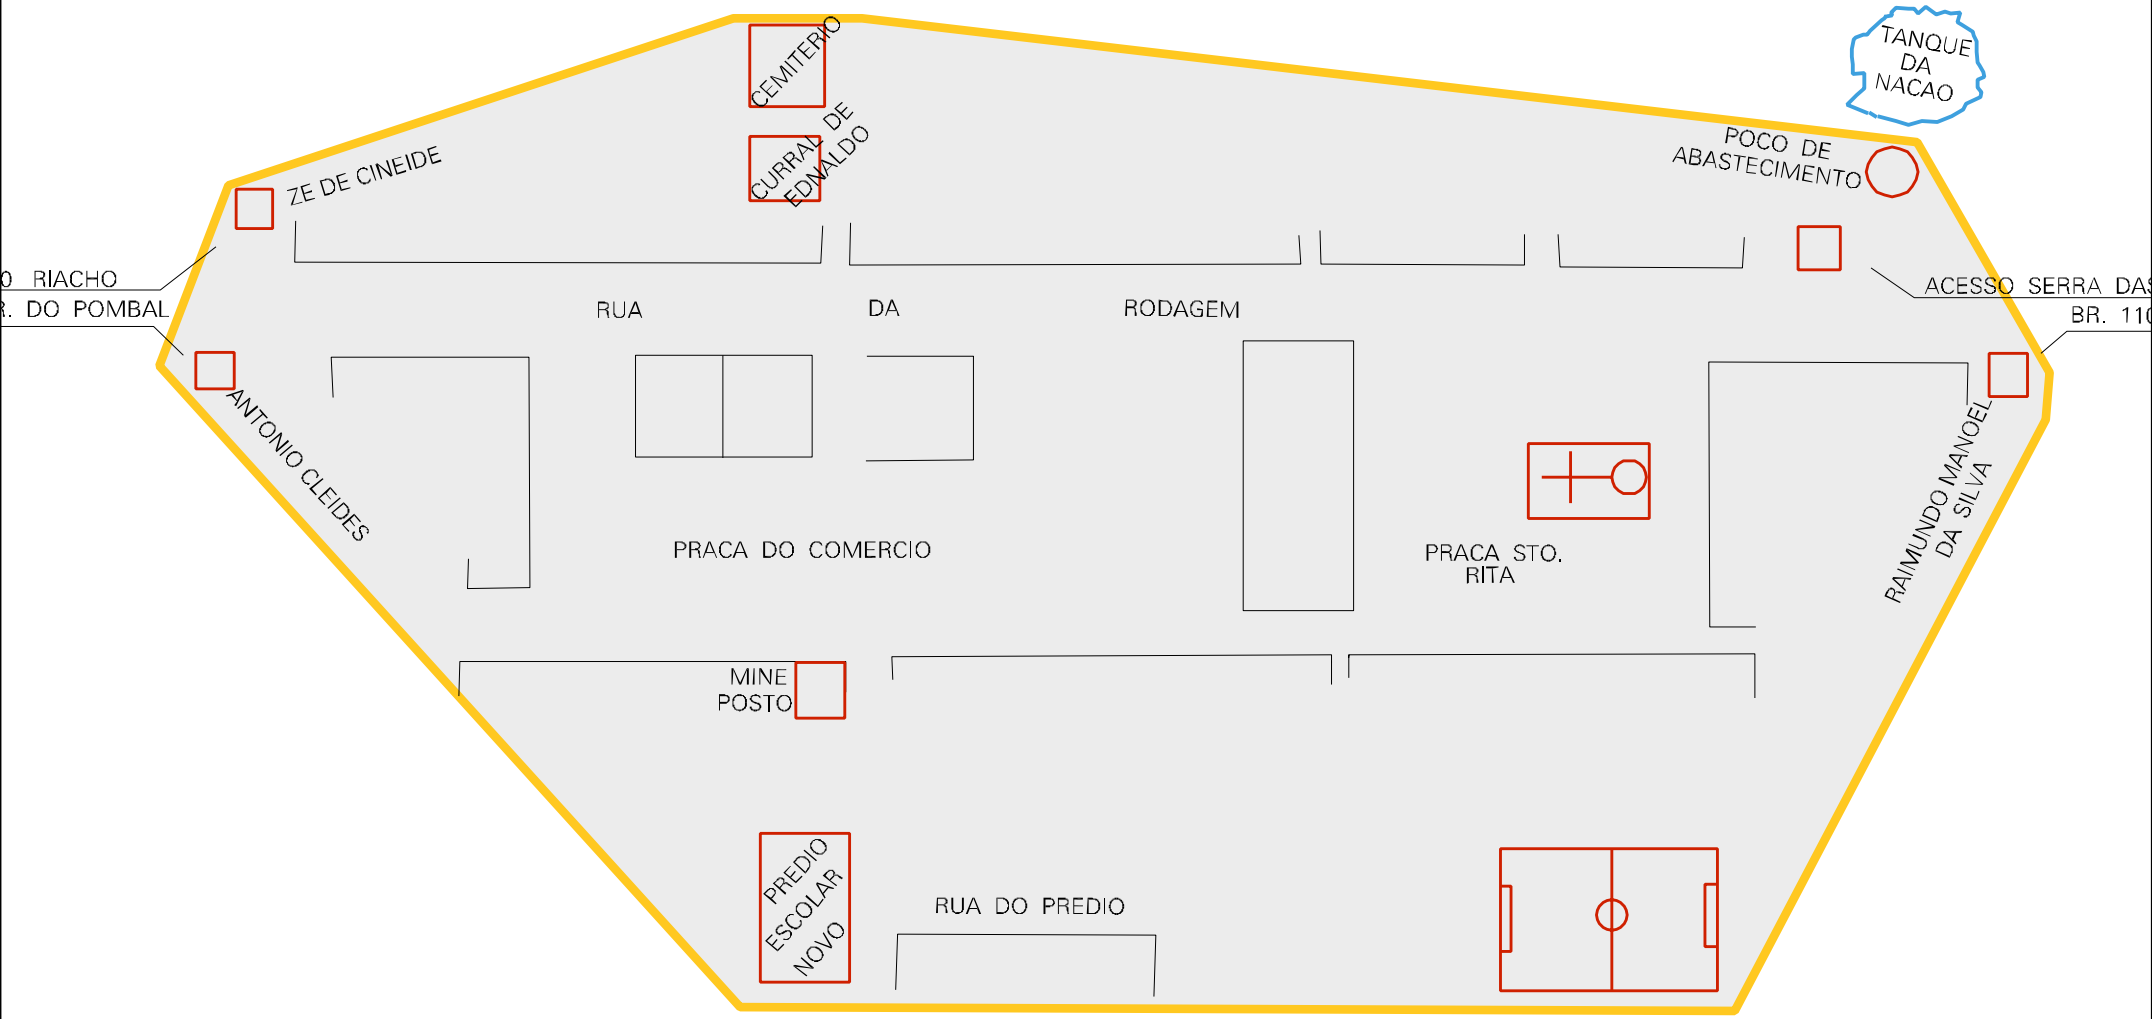 CEMITERIO
TANQUE
DA
NACAO
CURRAL DE
EDNALDO
POCO DE
ABASTECIMENTO
ZE DE CINEIDE
RIACHO
DO POMBAL
ACESSO SERRA
BR.
RUA DA RODAGEM
ANTONIO CLEIDES
RAIMUNDO MANOEL
DA SILVA
PRACA DO COMERCIO
PRACA STO.
RITA
MINE
POSTO
PREDIO
ESCOLAR
NOVO
RUA DO PREDIO